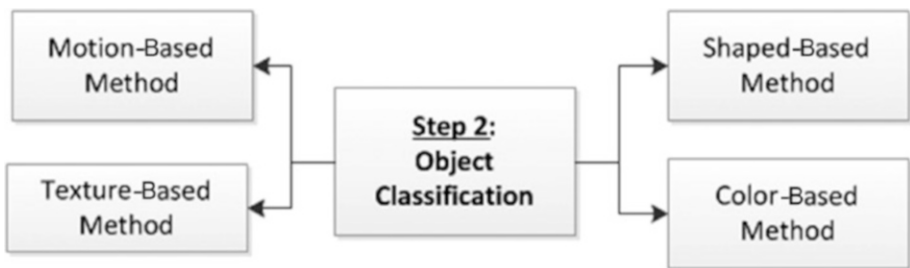 Motion-Based
Method
Texture-Based
Method
Step 2:
Object
Classification
Shaped-Based
Method
Color-Based
Method